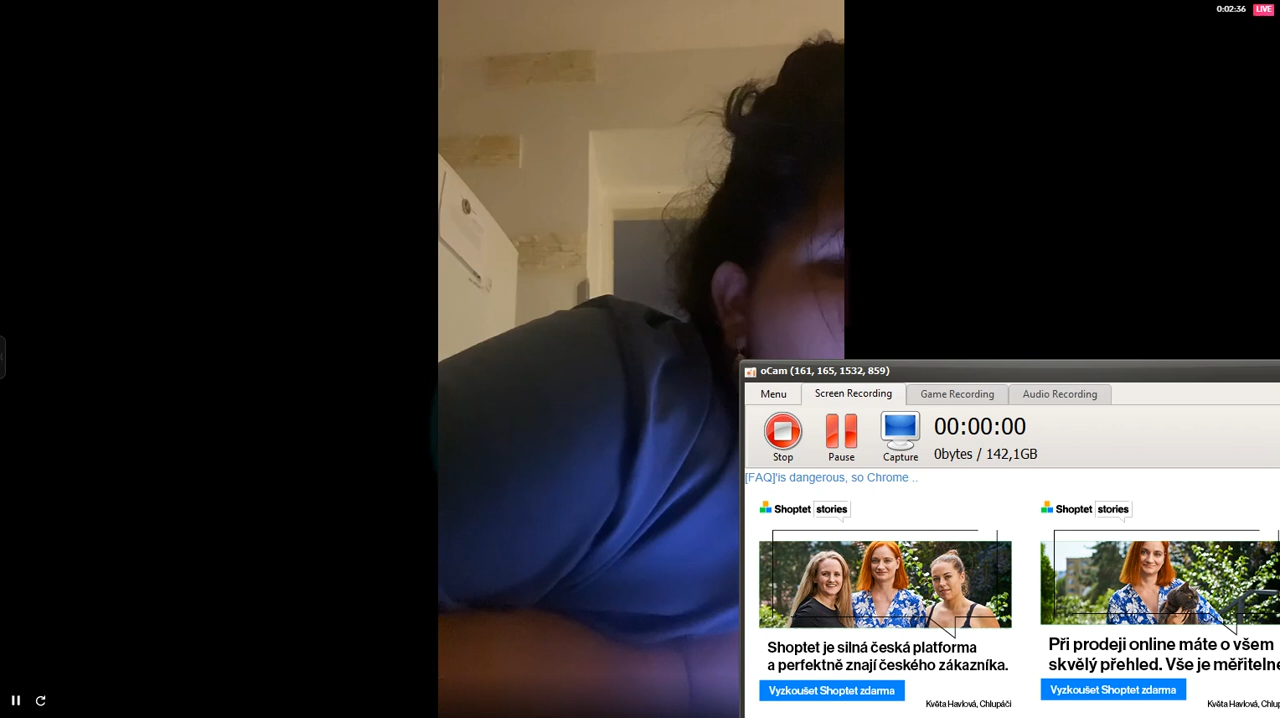 0:02:36 LIVE
oCam (161, 165, 1532, 859)
Menu Screen Recording Game Recording Audio Recording
00:00:00
0bytes / 142,1GB
Stop Pause Capture
[FAQ]'is dangerous, so Chrome ..
Shoptet stories
Shoptet je silná česká platforma
a perfektně znají českého zákazníka.
Vyzkoušet Shoptet zdarma
Květa Havlová, Chlupáči
Shoptet stories
Při prodeji online máte o všem
skvělý přehled. Vše je měřitelné
Vyzkoušet Shoptet zdarma
Květa Havlová,